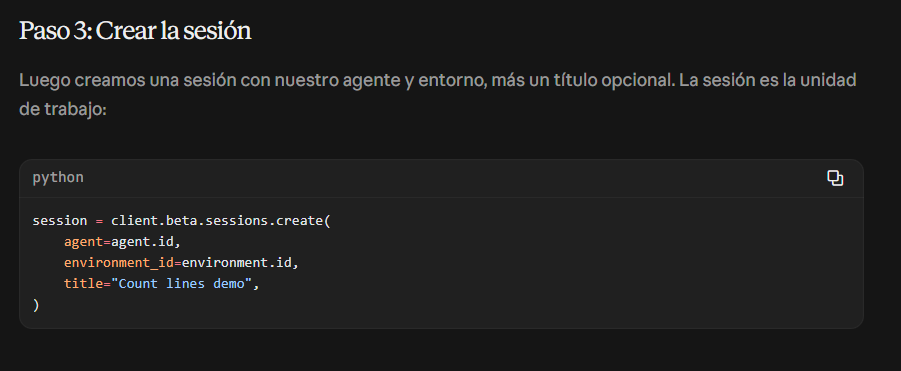 Paso 3: Crear la sesión
Luego creamos una sesión con nuestro agente y entorno, más un título opcional. La sesión es la unidad
de trabajo:
python
session = client.beta.sessions.create(
    agent=agent.id,
    environment_id=environment.id,
    title="Count lines demo",
)